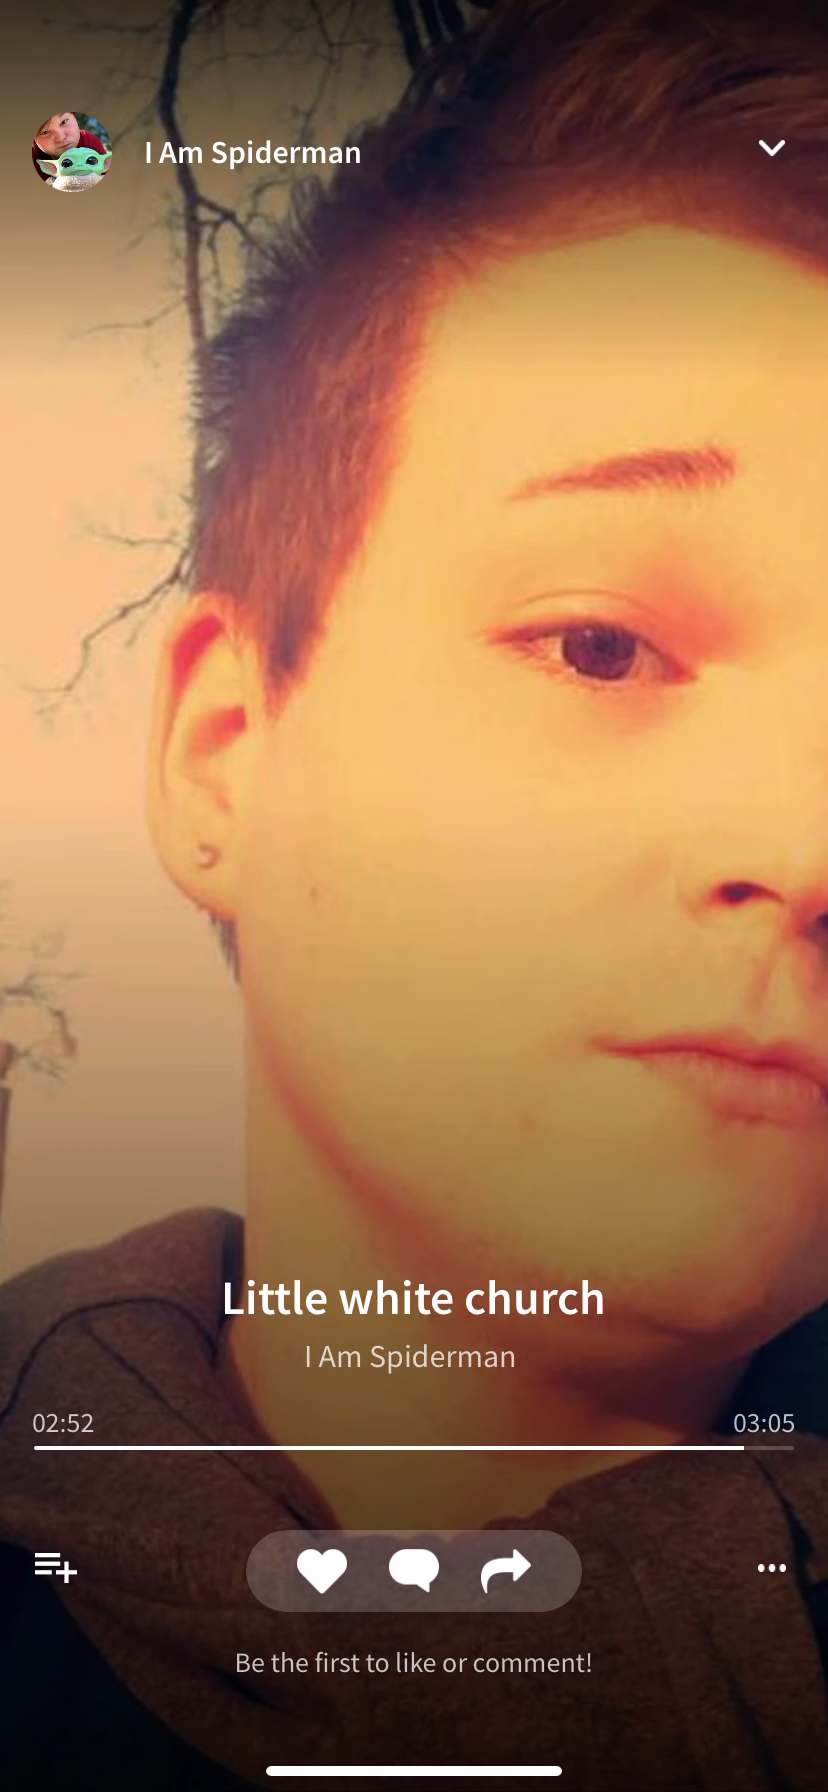 I Am Spiderman
Little white church
I Am Spiderman
02:52
03:05
Be the first to like or comment!